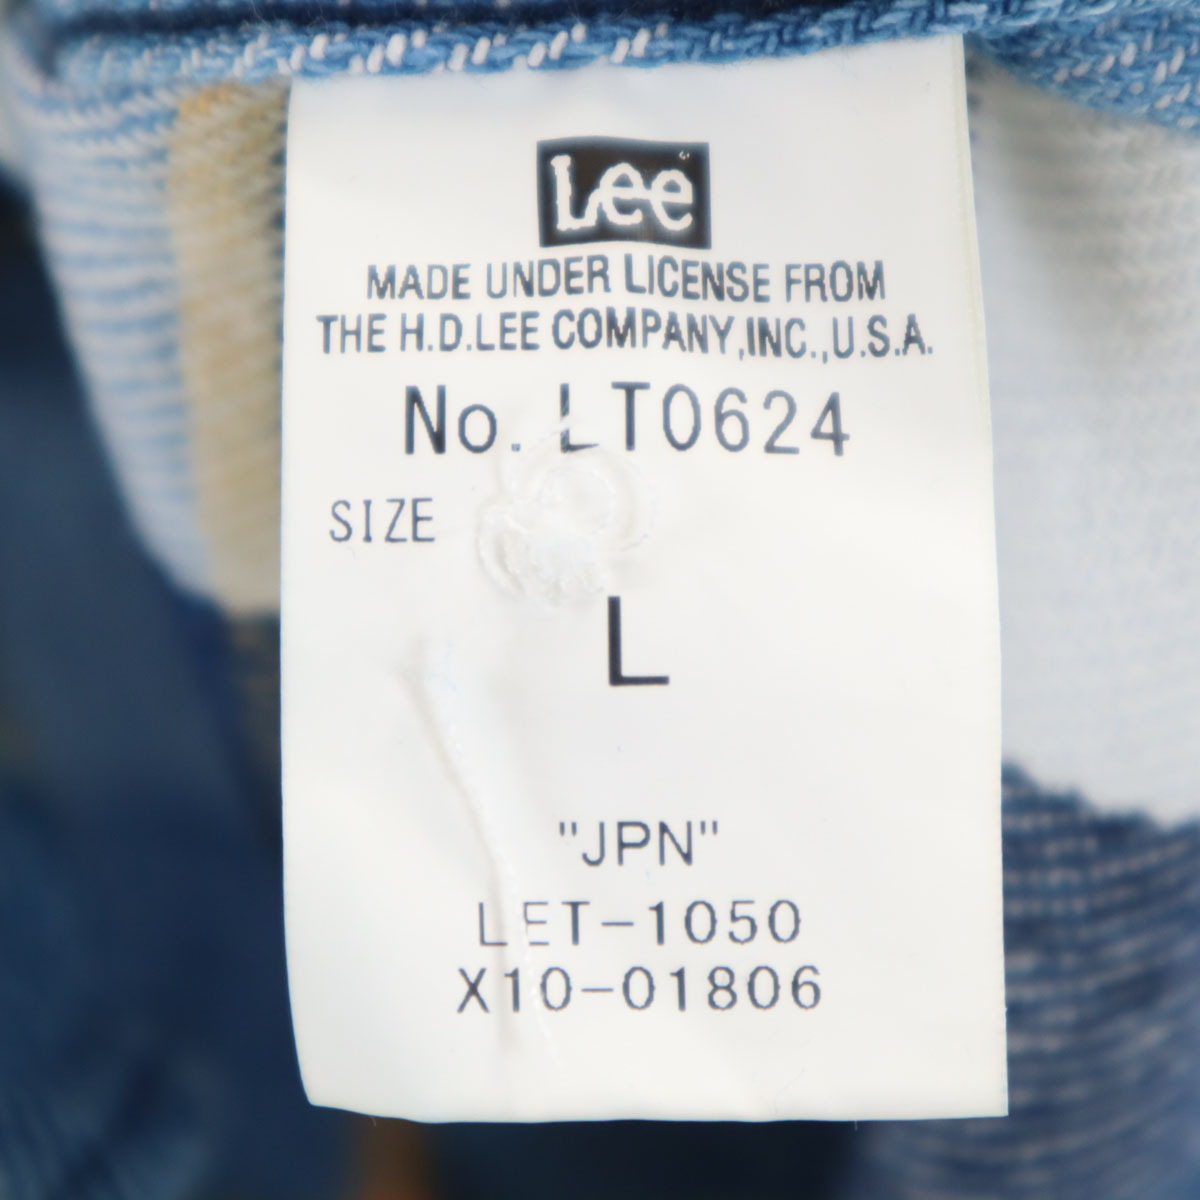 Lee
MADE UNDER LICENSE FROM
THE H.D.LEE COMPANY,INC.,U.S.A.
No. LT0624
SIZE
L
"JPN"
LET-1050
X10-01806